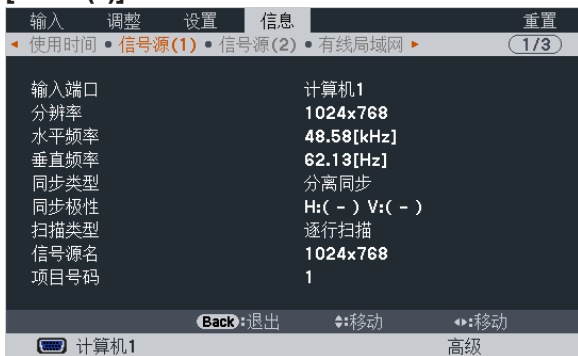 输入 调整 设置 信息 重置
◂ 使用时间 • 信号源(1) • 信号源(2) • 有线局域网 ▸ 1/3
输入端口 计算机1
分辨率 1024x768
水平频率 48.58[kHz]
垂直频率 62.13[Hz]
同步类型 分离同步
同步极性 H:( – ) V:( – )
扫描类型 逐行扫描
信号源名 1024x768
项目号码 1
Back:退出 ♦:移动 ◂▸:移动
计算机1 高级